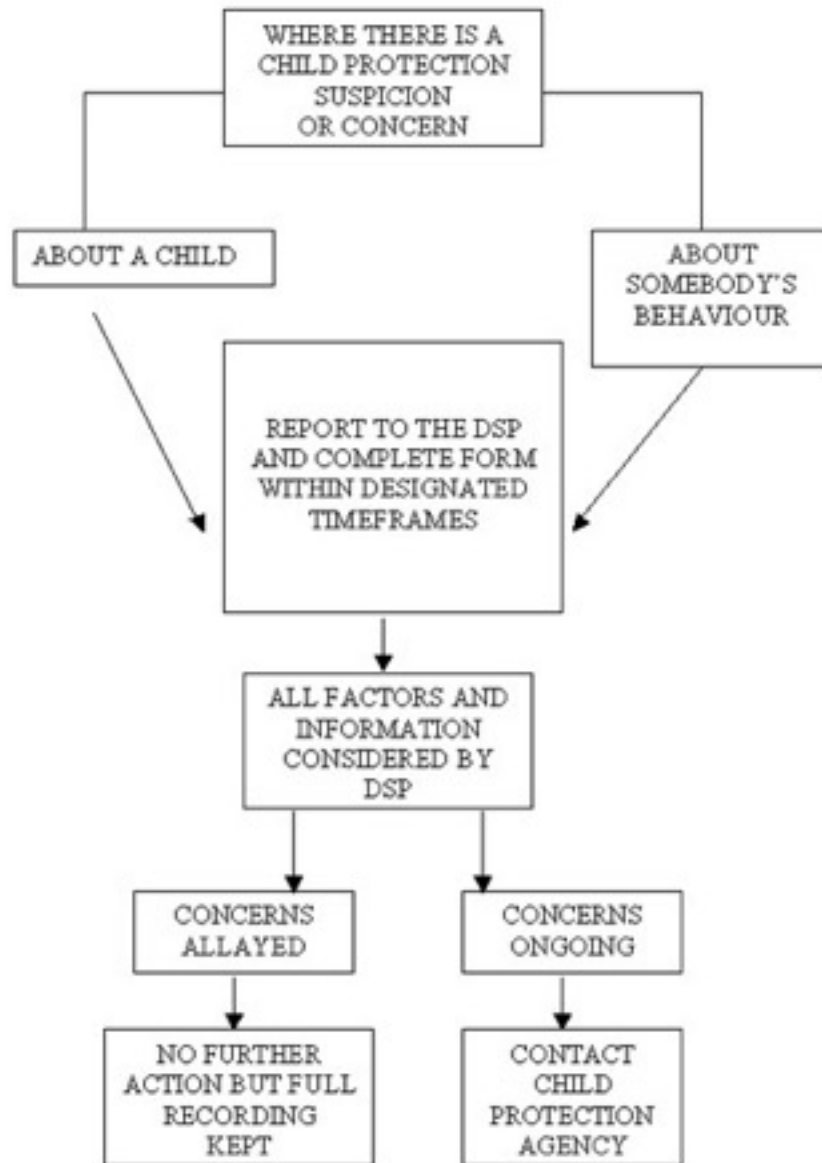 WHERE THERE IS A
CHILD PROTECTION
SUSPICION
OR CONCERN
ABOUT A CHILD
ABOUT
SOMEBODY'S
BEHAVIOUR
REPORT TO THE DSP
AND COMPLETE FORM
WITHIN DESIGNATED
TIMEFRAMES
ALL FACTORS AND
INFORMATION
CONSIDERED BY
DSP
CONCERNS
ALLAYED
CONCERNS
ONGOING
NO FURTHER
ACTION BUT FULL
RECORDING
KEPT
CONTACT
CHILD
PROTECTION
AGENCY